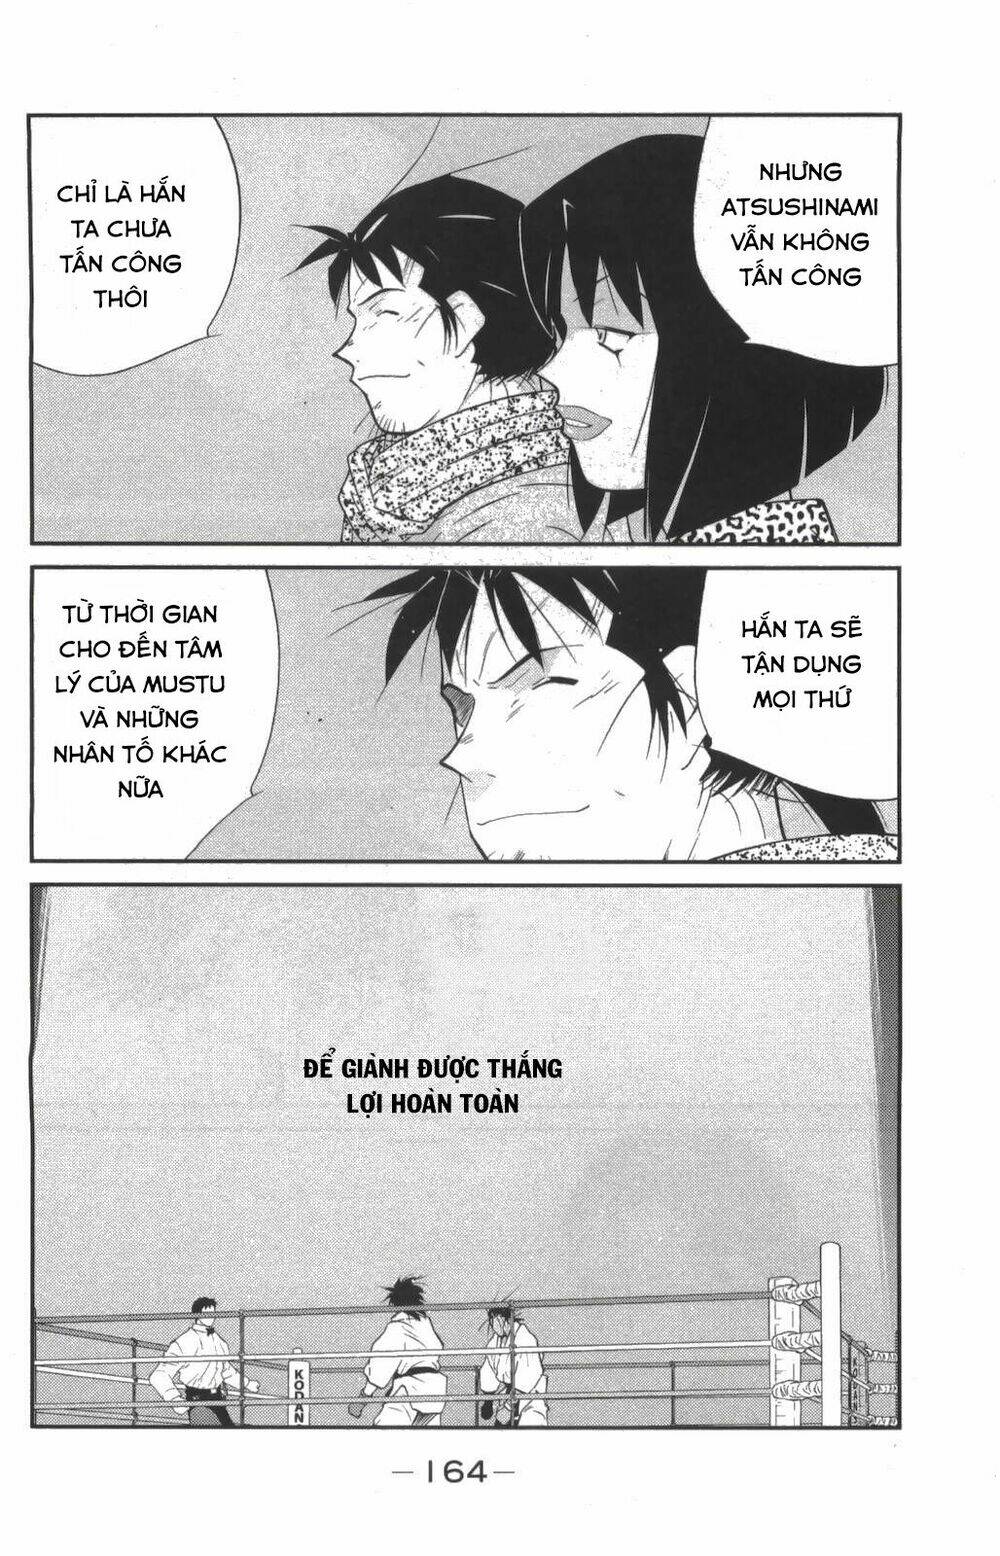 NHƯNG
ATSUSHINAMI
VẪN KHÔNG
TẤN CÔNG
CHỈ LÀ HẮN
TA CHƯA
TẤN CÔNG
THÔI
HẮN TA SẼ
TẬN DỤNG
MỌI THỨ
TỪ THỜI GIAN
CHO ĐẾN TÂM
LÝ CỦA MUSTU
VÀ NHỮNG
NHÂN TỐ KHÁC
NỮA
ĐỂ GIÀNH ĐƯỢC THẮNG
LỢI HOÀN TOÀN
KODAN
KODAN
—164—